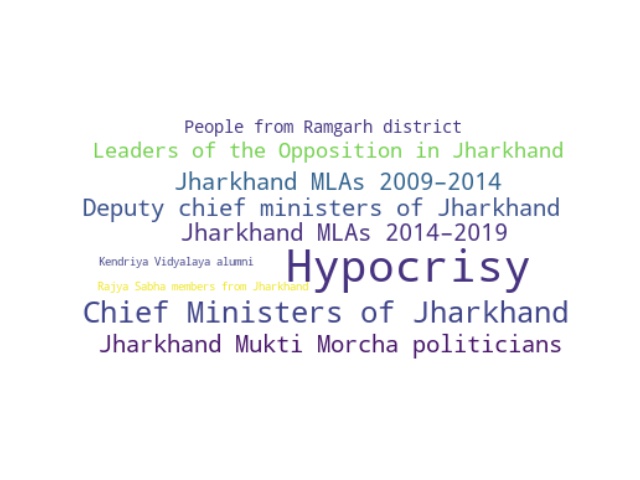 People from Ramgarh district
Leaders of the Opposition in Jharkhand
Jharkhand MLAs 2009–2014
Deputy chief ministers of Jharkhand
Jharkhand MLAs 2014–2019
Kendriya Vidyalaya alumni
Hypocrisy
Rajya Sabha members from Jharkhand
Chief Ministers of Jharkhand
Jharkhand Mukti Morcha politicians